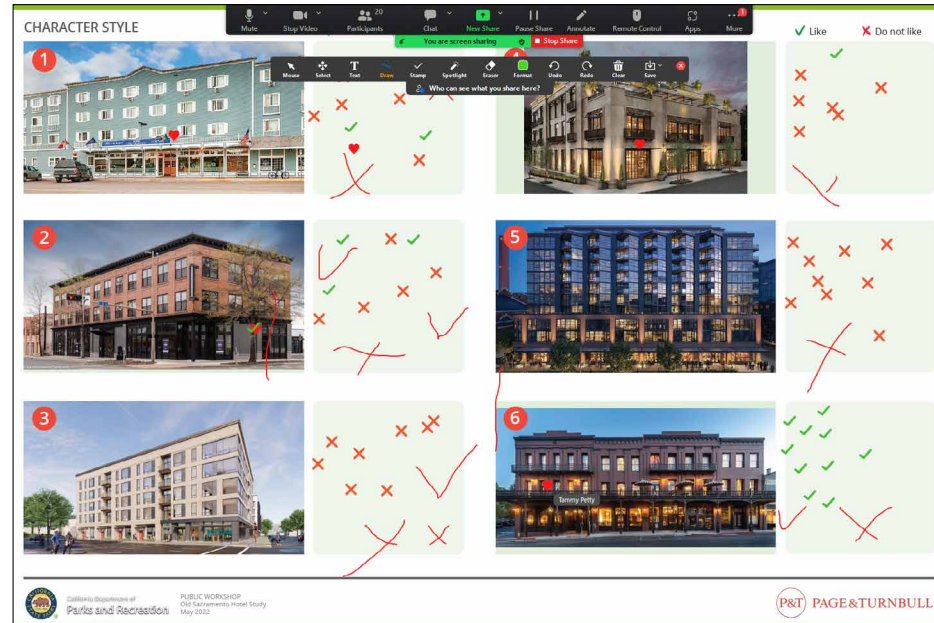 CHARACTER STYLE
Mute
Stop Video
20
Participants
Chat
New Share
Pause Share
Annotate
Remote Control
Apps
More
You are screen sharing
Stop Share
Like
Do not like
Mouse
Select
Text
Draw
Stamp
Spotlight
Eraser
Format
Undo
Redo
Clear
Save
Who can see what you share here?
1
2
5
3
6
Tammy Petty
California Department of
Parks and Recreation
PUBLIC WORKSHOP
Old Sacramento Hotel Study
May 2022
P&T PAGE&TURNBULL